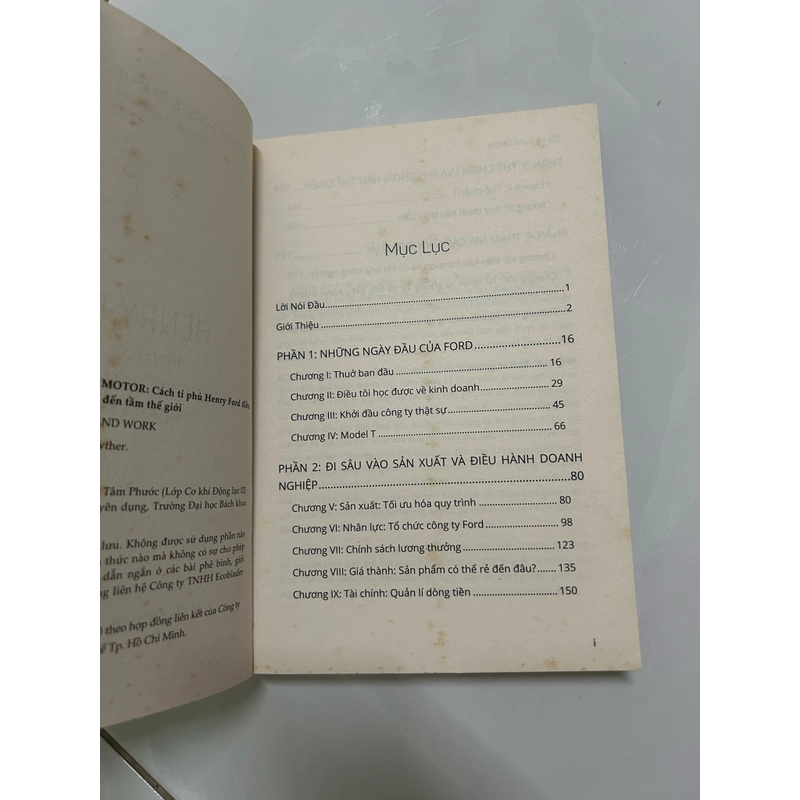 HENRY
MOTOR: Cách tỉ phú Henry Ford
đến tầm thế giới
AND WORK
wther.
Tâm Phước (Lớp Cơ khí Động lực 02-
yên dụng, Trường Đại học Bách khoa
lưu. Không được sử dụng phần nào
thức nào mà không có sự cho phép
dẫn ngắn ở các bài phê bình, giới
ng liên hệ Công ty TNHH Ecoblader
) theo hợp đồng liên kết của Công ty
Tp. Hồ Chí Minh.
Mục Lục
Lời Nói Đầu 1
Giới Thiệu 2
PHẦN 1: NHỮNG NGÀY ĐẦU CỦA FORD 16
Chương I: Thuở ban đầu 16
Chương II: Điều tôi học được về kinh doanh 29
Chương III: Khởi đầu công ty thật sự 45
Chương IV: Model T 66
PHẦN 2: ĐI SÂU VÀO SẢN XUẤT VÀ ĐIỀU HÀNH DOANH
NGHIỆP 80
Chương V: Sản xuất: Tối ưu hóa quy trình 80
Chương VI: Nhân lực: Tổ chức công ty Ford 98
Chương VII: Chính sách lương thưởng 123
Chương VIII: Giá thành: Sản phẩm có thể rẻ đến đâu? 135
Chương IX: Tài chính: Quản lí dòng tiền 150
i